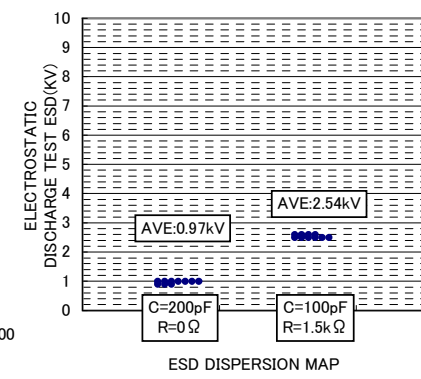 ELECTROSTATIC
DISCHARGE TEST ESD(KV)
10
9
8
7
6
5
4
3
2
1
0
AVE:2.54kV
AVE:0.97kV
C=200pF
R=0Ω
C=100pF
R=1.5kΩ
00
ESD DISPERSION MAP